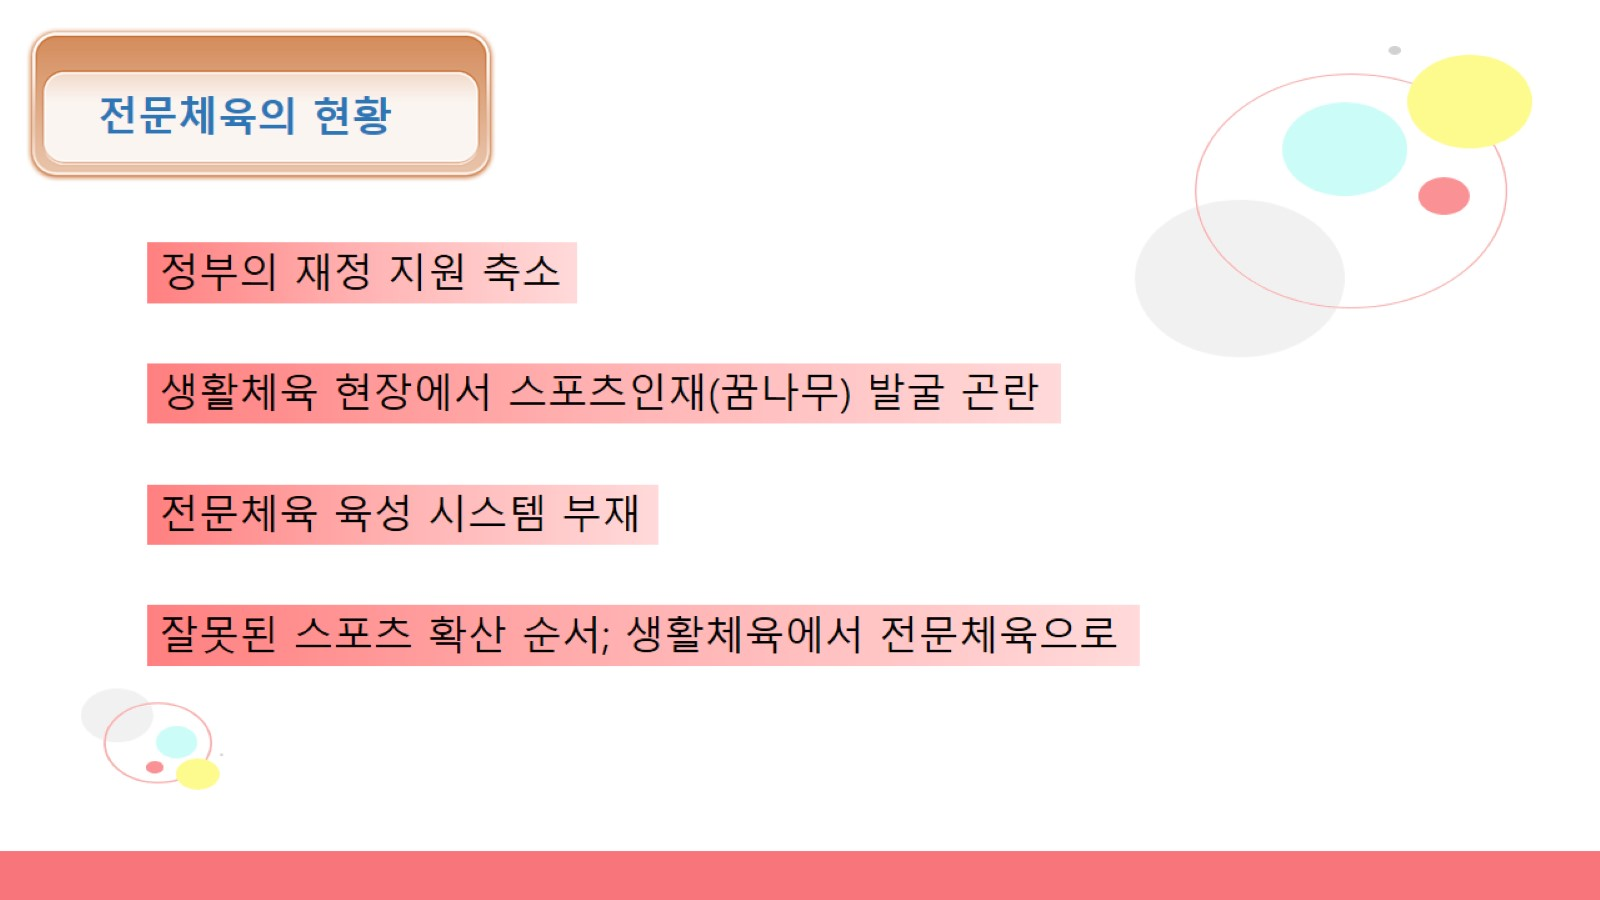 전문체육의 현황
정부의 재정 지원 축소
생활체육 현장에서 스포츠인재(꿈나무) 발굴 곤란
전문체육 육성 시스템 부재
잘못된 스포츠 확산 순서; 생활체육에서 전문체육으로